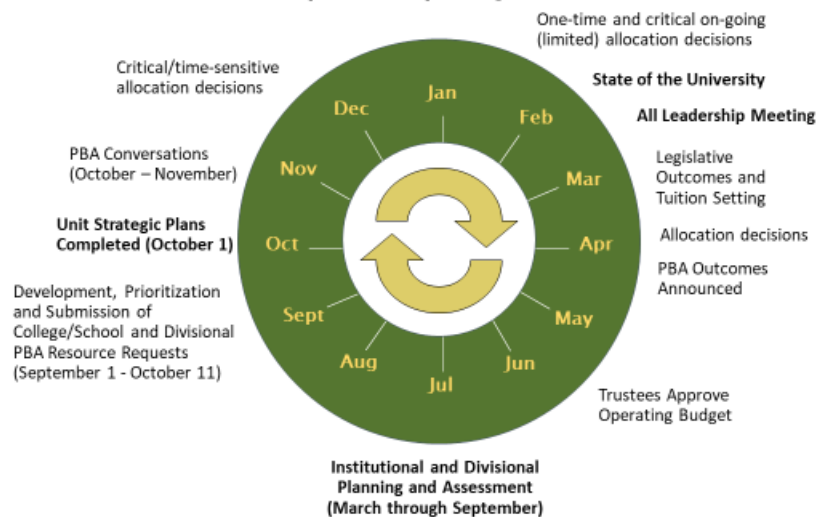 One-time and critical on-going
(limited) allocation decisions
State of the University
All Leadership Meeting
Legislative
Outcomes and
Tuition Setting
Allocation decisions
PBA Outcomes
Announced
Trustees Approve
Operating Budget
Institutional and Divisional
Planning and Assessment
(March through September)
Development, Prioritization
and Submission of
College/School and Divisional
PBA Resource Requests
(September 1 - October 11)
Unit Strategic Plans
Completed (October 1)
PBA Conversations
(October – November)
Critical/time-sensitive
allocation decisions
Jan
Feb
Mar
Apr
May
Jun
Jul
Aug
Sept
Oct
Nov
Dec